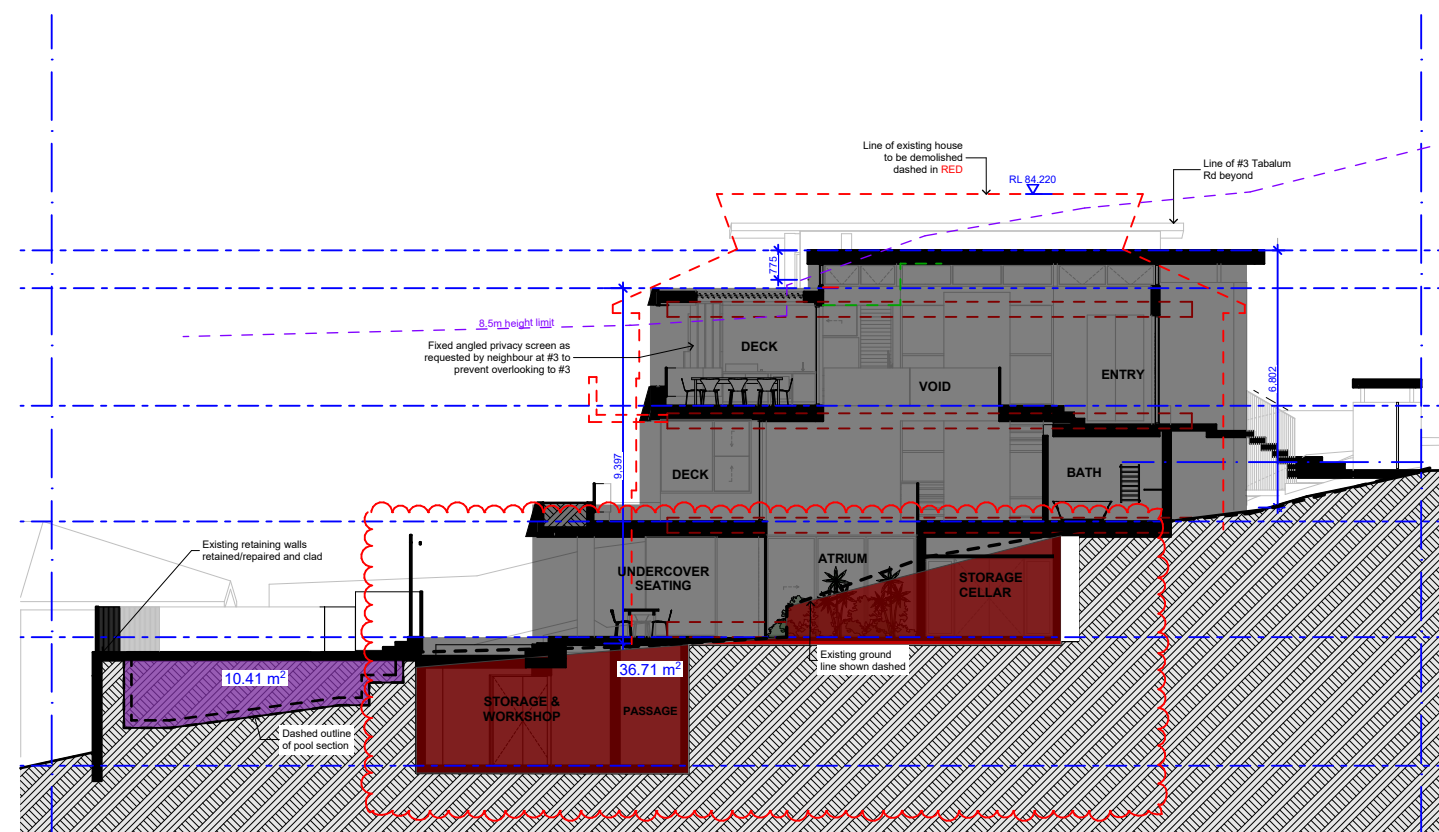 Line of existing house
to be demolished
dashed in RED
RL 84,220
Line of #3 Tabalum
Rd beyond
775
8.5m height limit
Fixed angled privacy screen as
requested by neighbour at #3 to
prevent overlooking to #3
DECK
VOID
ENTRY
6,802
9,397
DECK
BATH
Existing retaining walls
retained/repaired and clad
UNDERCOVER
SEATING
ATRIUM
STORAGE
CELLAR
Existing ground
line shown dashed
10.41 m²
36.71 m²
STORAGE &
WORKSHOP
PASSAGE
Dashed outline
of pool section